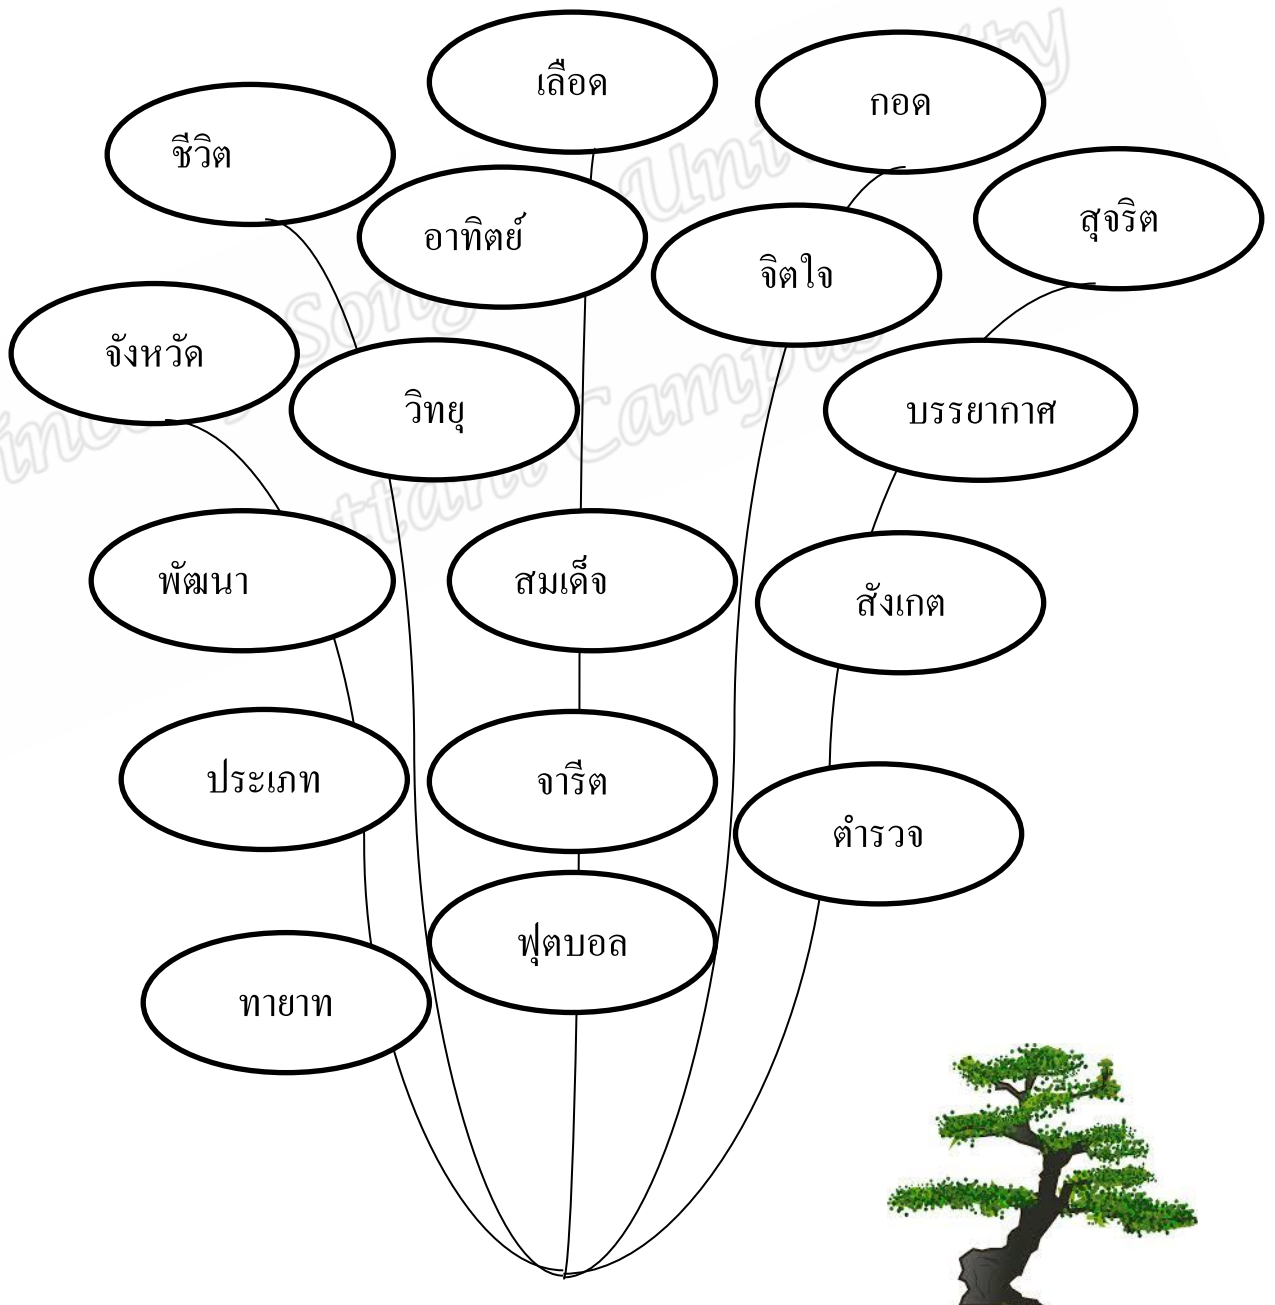 เลือด
กอด
ชีวิต
สุจริต
อาทิตย์
จิตใจ
จังหวัด
วิทยุ
บรรยากาศ
พัฒนา
สมเด็จ
สังเกต
ประเภท
จารีต
ตำรวจ
ฟุตบอล
ทายาท